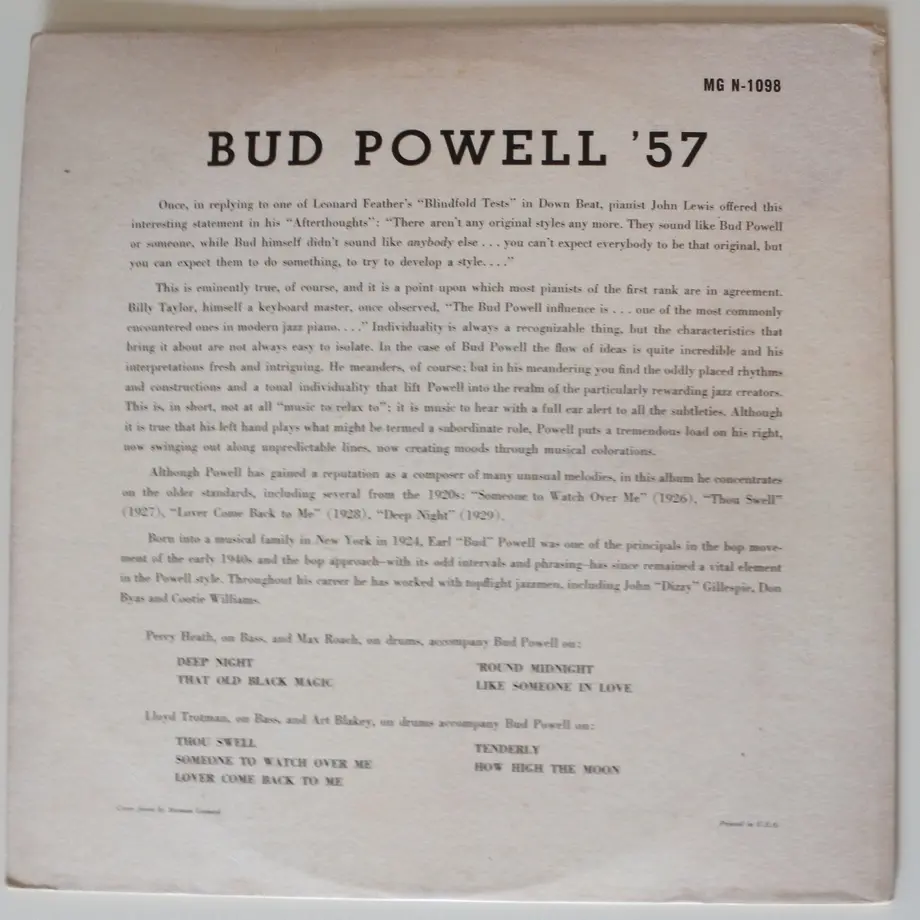 MG N-1098
BUD POWELL ’57
Once, in replying to one of Leonard Feather’s “Blindfold Tests” in Down Beat, pianist John Lewis offered this
interesting statement in his “Afterthoughts”: “There aren’t any original styles any more. They sound like Bud Powell
or someone, while Bud himself didn’t sound like anybody else . . . you can’t expect everybody to be that original, but
you can expect them to do something, to try to develop a style. . . .”
This is eminently true, of course, and it is a point upon which most pianists of the first rank are in agreement.
Billy Taylor, himself a keyboard master, once observed, “The Bud Powell influence is . . . one of the most commonly
encountered ones in modern jazz piano. . . .” Individuality is always a recognizable thing, but the characteristics that
bring it about are not always easy to isolate. In the case of Bud Powell the flow of ideas is quite incredible and his
interpretations fresh and intriguing. He meanders, of course; but in his meandering you find the oddly placed rhythms
and constructions and a tonal individuality that lift Powell into the realm of the particularly rewarding jazz creators.
This is, in short, not at all “music to relax to”; it is music to hear with a full ear alert to all the subtleties. Although
it is true that his left hand plays what might be termed a subordinate role, Powell puts a tremendous load on his right,
now swinging out along unpredictable lines, now creating moods through musical colorations.
Although Powell has gained a reputation as a composer of many unusual melodies, in this album he concentrates
on the older standards, including several from the 1920s: “Someone to Watch Over Me” (1926), “Thou Swell”
(1927), “Lover Come Back to Me” (1928), “Deep Night” (1929).
Born into a musical family in New York in 1924, Earl “Bud” Powell was one of the principals in the bop move-
ment of the early 1940s and the bop approach—with its odd intervals and phrasing—has since remained a vital element
in the Powell style. Throughout his career he has worked with topflight jazzmen, including John “Dizzy” Gillespie, Don
Byas and Cootie Williams.
Percy Heath, on Bass, and Max Roach, on drums, accompany Bud Powell on:
DEEP NIGHT
THAT OLD BLACK MAGIC
’ROUND MIDNIGHT
LIKE SOMEONE IN LOVE
Lloyd Trotman, on Bass, and Art Blakey, on drums accompany Bud Powell on:
THOU SWELL
SOMEONE TO WATCH OVER ME
LOVER COME BACK TO ME
TENDERLY
HOW HIGH THE MOON
Cover by Herman Leonard
Printed in U.S.A.